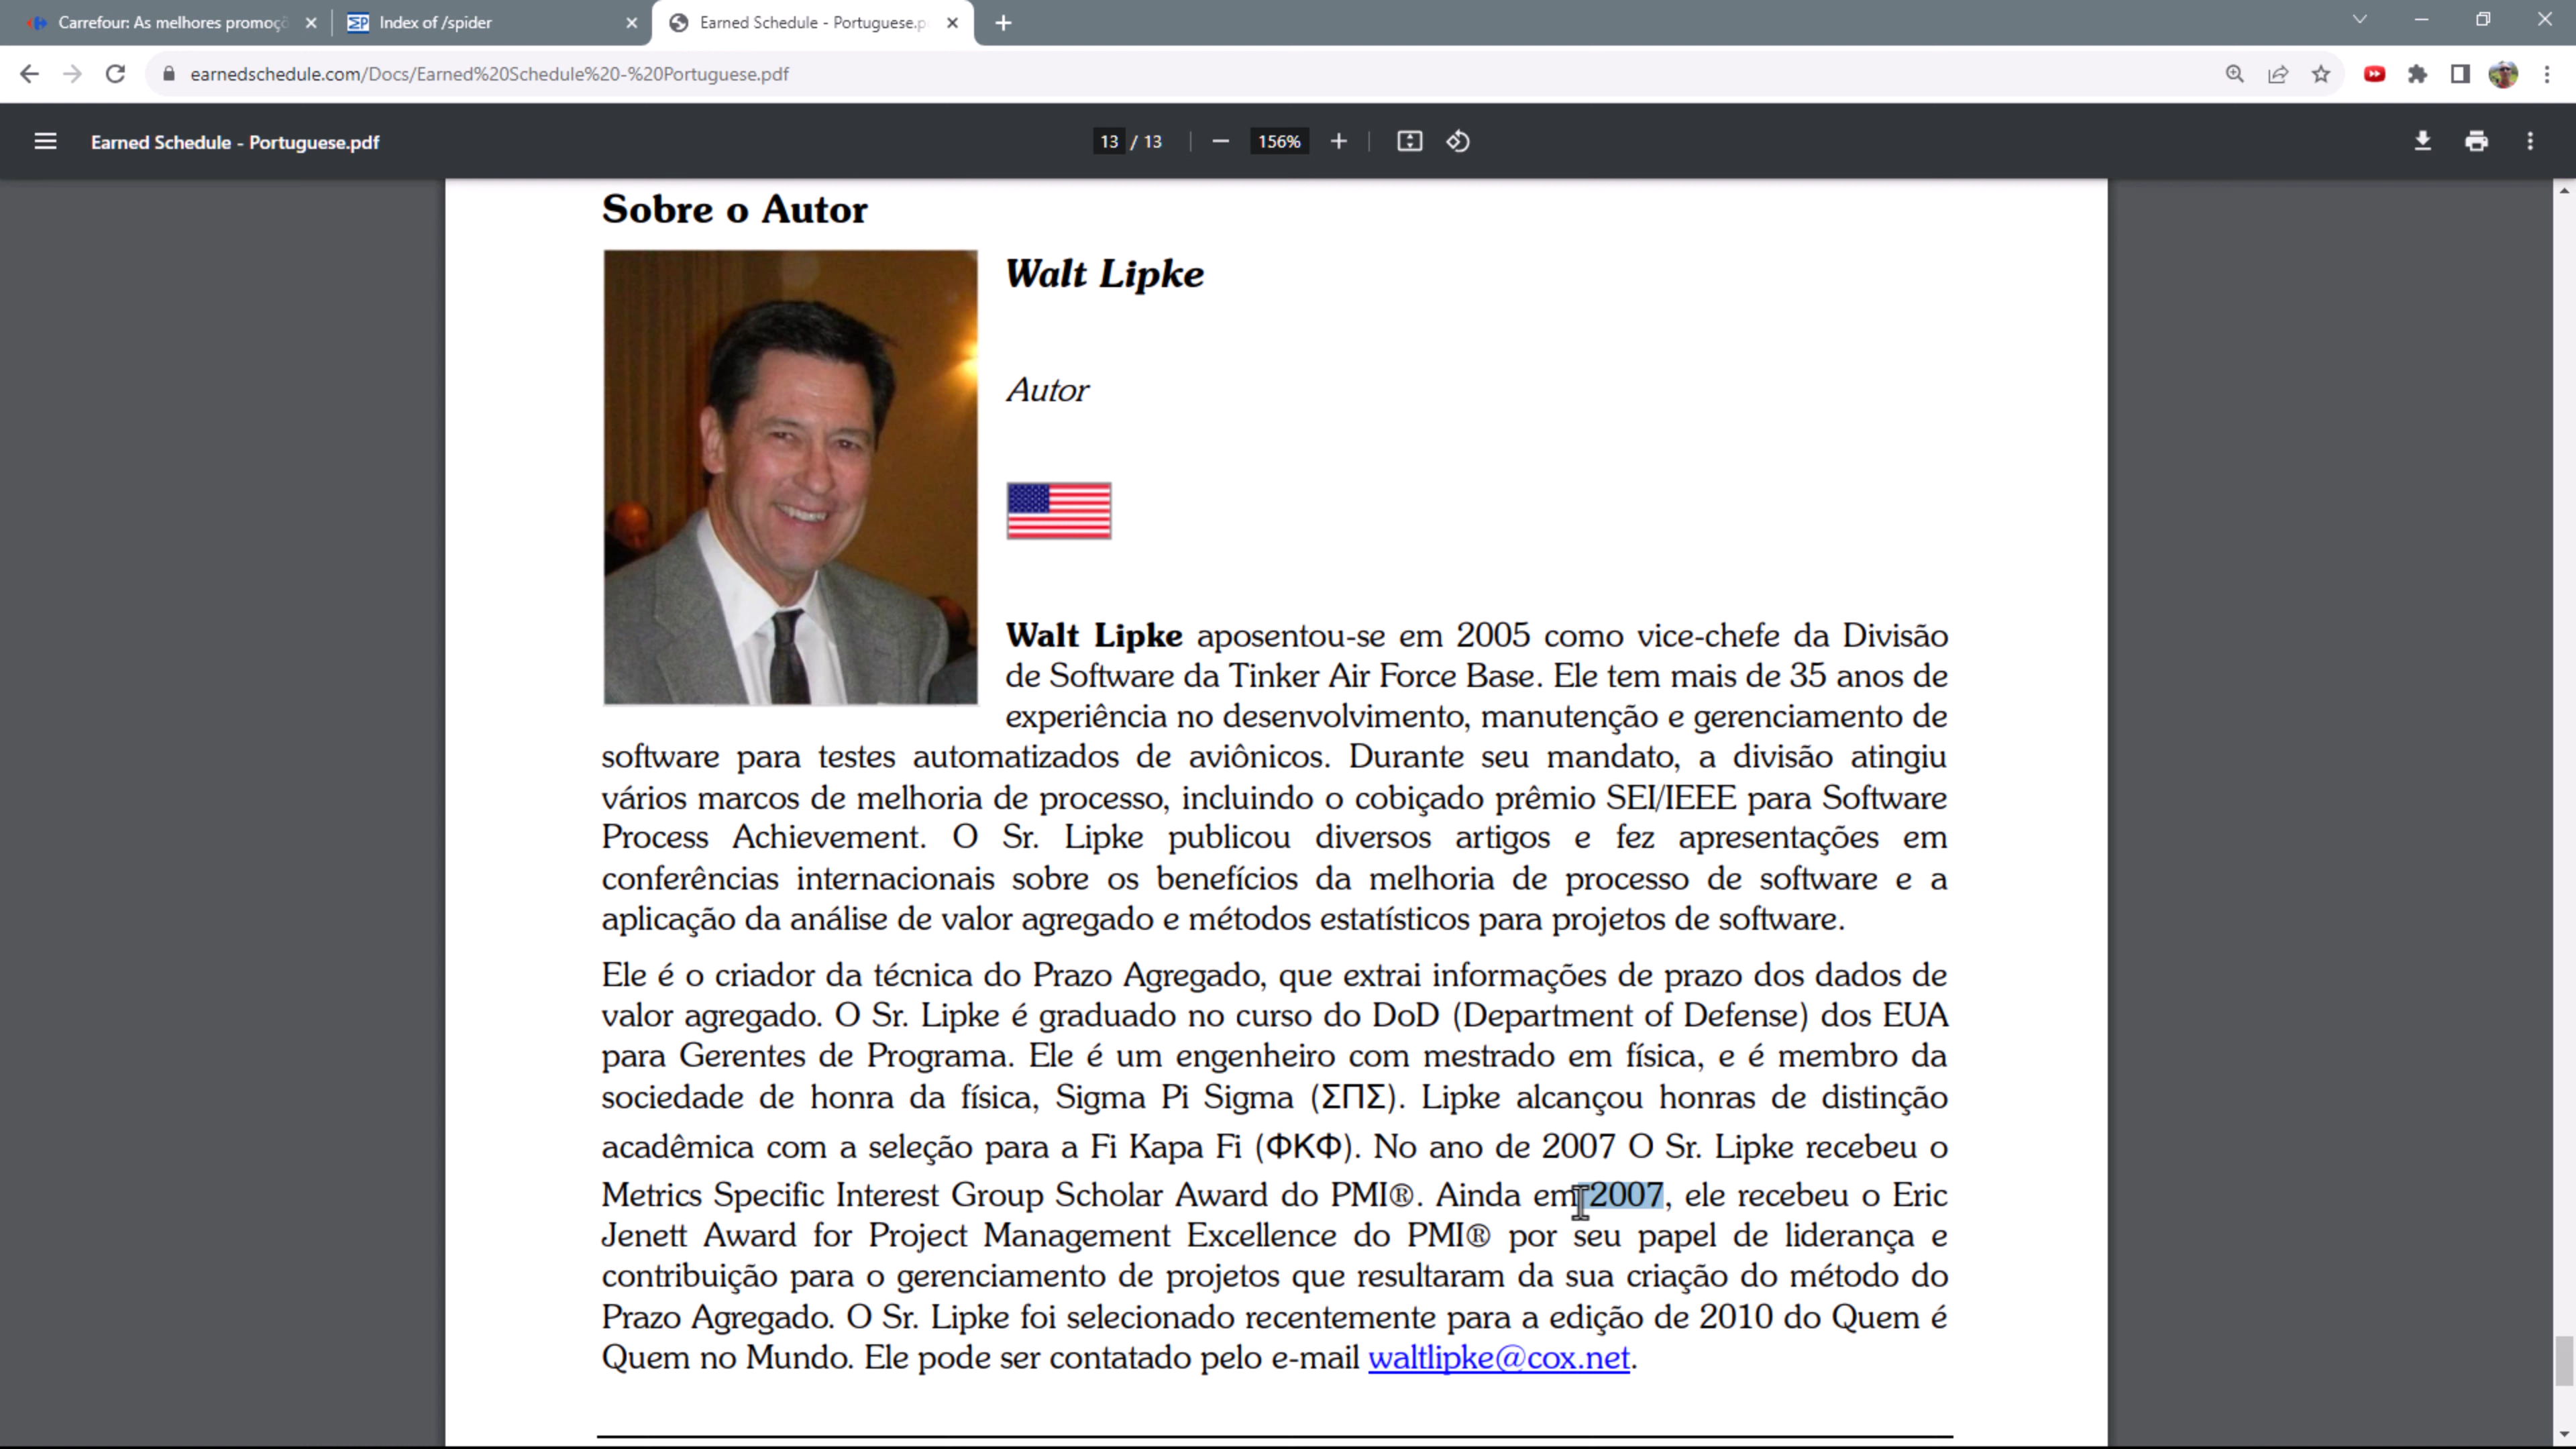 Carrefour: As melhores promoçõ
Index of /spider
Earned Schedule - Portuguese.p
earnedschedule.com/Docs/Earned%20Schedule%20-%20Portuguese.pdf
Earned Schedule - Portuguese.pdf
13 / 13
156%
Sobre o Autor
Walt Lipke
Autor
Walt Lipke aposentou-se em 2005 como vice-chefe da Divisão
de Software da Tinker Air Force Base. Ele tem mais de 35 anos de
experiência no desenvolvimento, manutenção e gerenciamento de
software para testes automatizados de aviônicos. Durante seu mandato, a divisão atingiu
vários marcos de melhoria de processo, incluindo o cobiçado prêmio SEI/IEEE para Software
Process Achievement. O Sr. Lipke publicou diversos artigos e fez apresentações em
conferências internacionais sobre os benefícios da melhoria de processo de software e a
aplicação da análise de valor agregado e métodos estatísticos para projetos de software.
Ele é o criador da técnica do Prazo Agregado, que extrai informações de prazo dos dados de
valor agregado. O Sr. Lipke é graduado no curso do DoD (Department of Defense) dos EUA
para Gerentes de Programa. Ele é um engenheiro com mestrado em física, e é membro da
sociedade de honra da física, Sigma Pi Sigma (ΣΠΣ). Lipke alcançou honras de distinção
acadêmica com a seleção para a Fi Kapa Fi (ΦΚΦ). No ano de 2007 O Sr. Lipke recebeu o
Metrics Specific Interest Group Scholar Award do PMI®. Ainda em 2007, ele recebeu o Eric
Jenett Award for Project Management Excellence do PMI® por seu papel de liderança e
contribuição para o gerenciamento de projetos que resultaram da sua criação do método do
Prazo Agregado. O Sr. Lipke foi selecionado recentemente para a edição de 2010 do Quem é
Quem no Mundo. Ele pode ser contatado pelo e-mail waltlipke@cox.net.